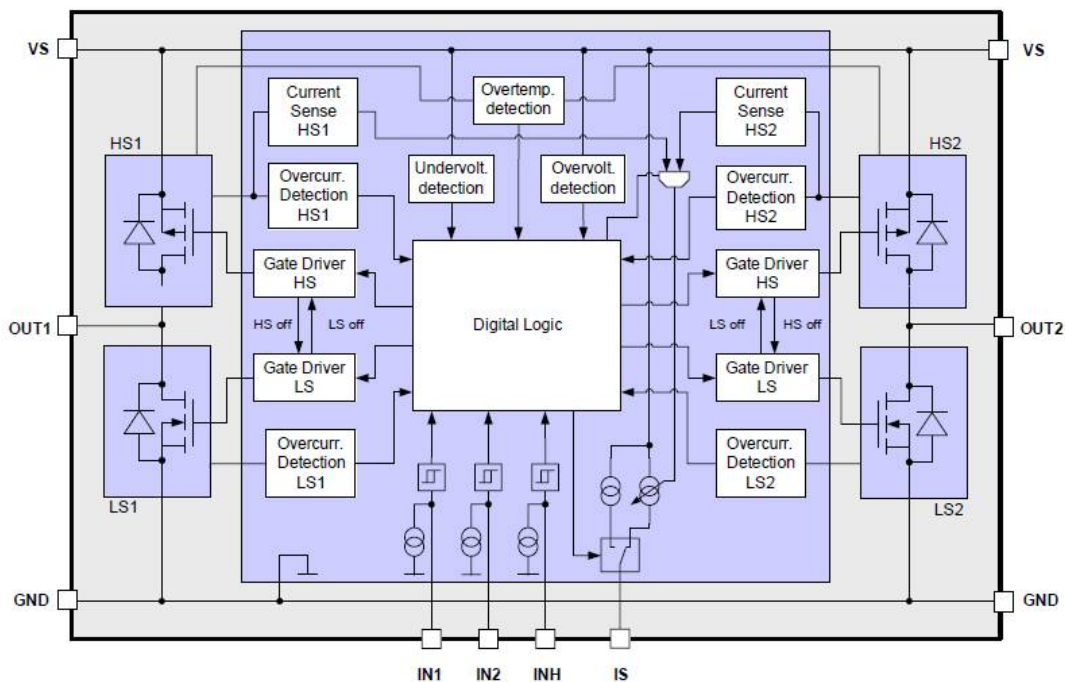 VS
VS
Current
Sense
HS1
Overtemp.
detection
Current
Sense
HS2
HS1
HS2
Undervolt.
detection
Overvolt.
detection
Overcurr.
Detection
HS1
Overcurr.
Detection
HS2
Gate Driver
HS
Gate Driver
HS
OUT1
HS off
LS off
Digital Logic
LS off
HS off
OUT2
Gate Driver
LS
Gate Driver
LS
Overcurr.
Detection
LS1
Overcurr.
Detection
LS2
LS1
LS2
GND
GND
IN1
IN2
INH
IS